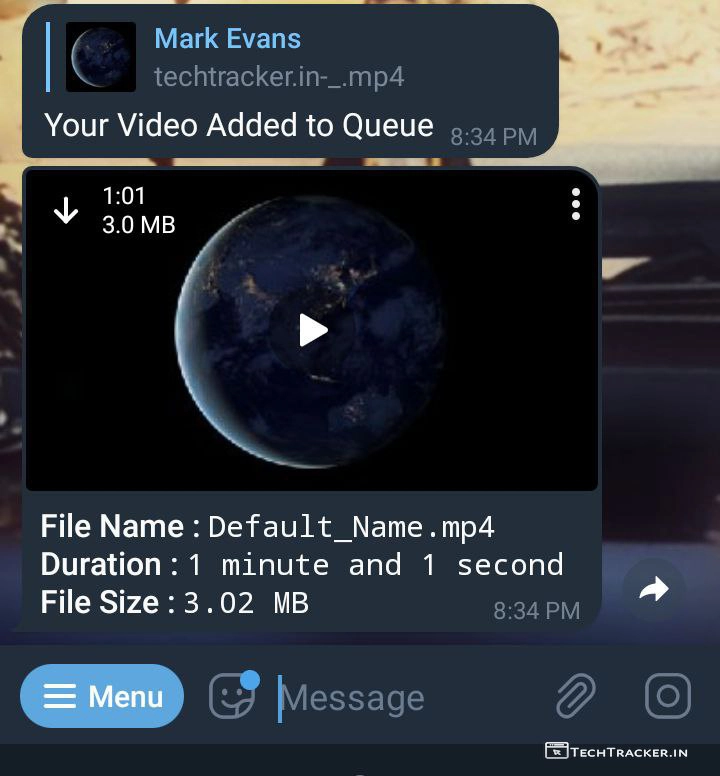 Mark Evans
techtracker.in-_.mp4
Your Video Added to Queue 8:34 PM
1:01
3.0 MB
File Name : Default_Name.mp4
Duration : 1 minute and 1 second
File Size : 3.02 MB
8:34 PM
Menu
Message
TECHTRACKER.IN